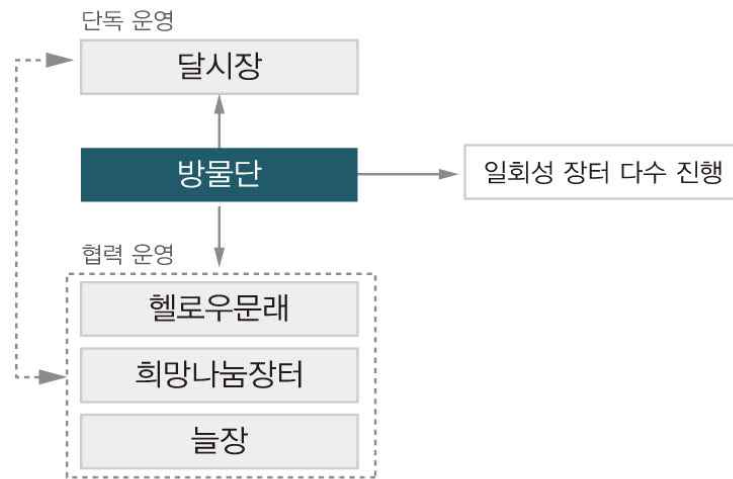 단독 운영
달시장
방물단
일회성 장터 다수 진행
협력 운영
헬로우문래
희망나눔장터
늘장